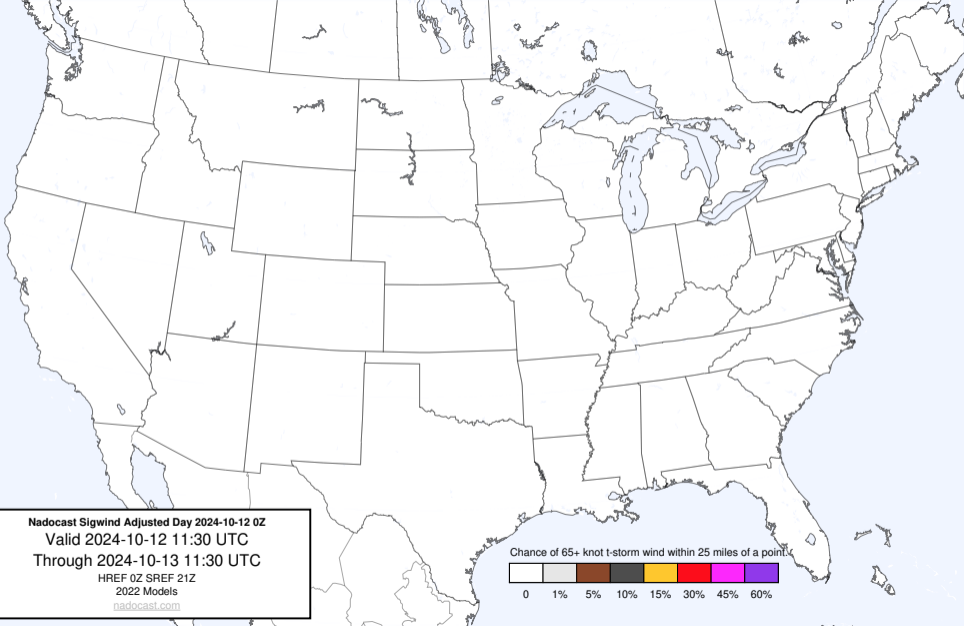 Nadocast Sigwind Adjusted Day 2024-10-12 0Z
Valid 2024-10-12 11:30 UTC
Through 2024-10-13 11:30 UTC
HREF 0Z SREF 21Z
2022 Models
nadocast.com
Chance of 65+ knot t-storm wind within 25 miles of a point.
0 1% 5% 10% 15% 30% 45% 60%